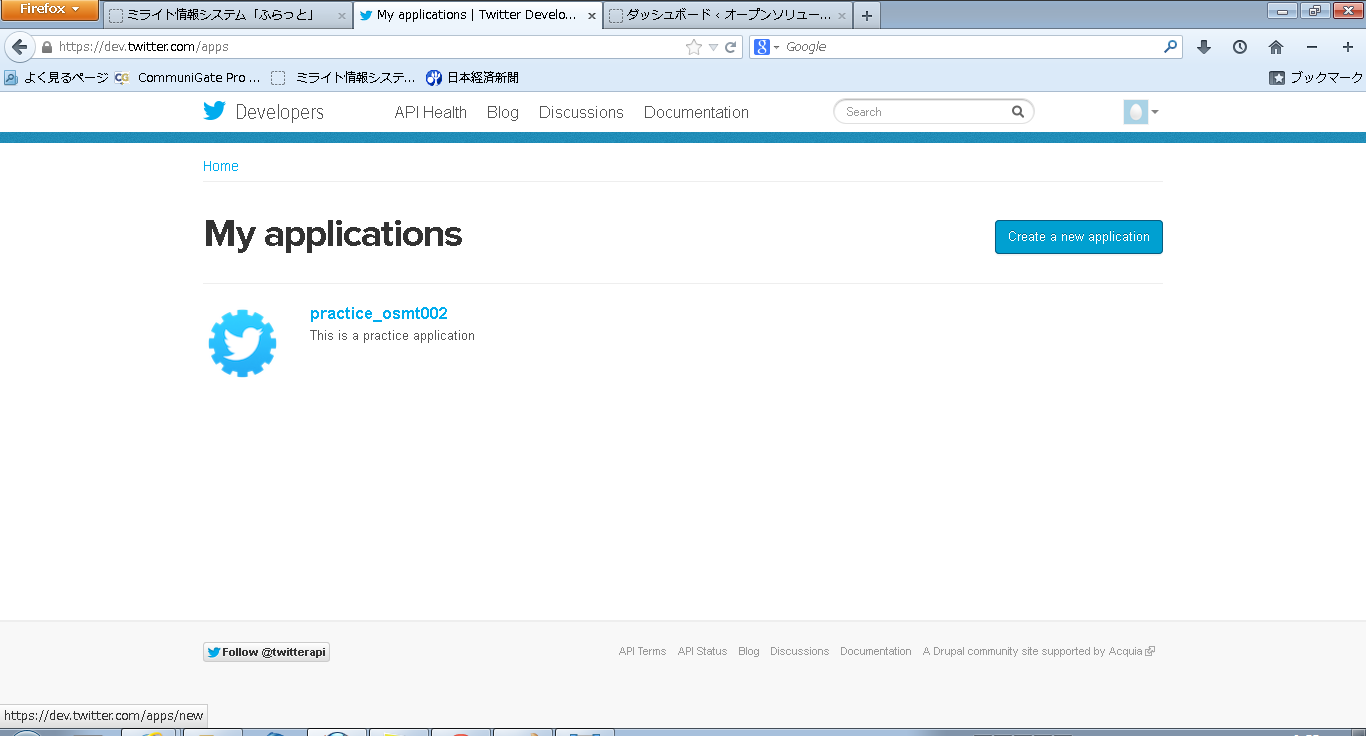 Firefox
ミライト情報システム「ふらっと」
My applications | Twitter Develo...
ダッシュボード ‹ オープンソリュー...
https://dev.twitter.com/apps
Google
よく見るページ
CommuniGate Pro ...
ミライト情報システ...
日本経済新聞
ブックマーク
Developers
API Health Blog Discussions Documentation
Search
Home
My applications
Create a new application
practice_osmt002
This is a practice application
Follow @twitterapi
API Terms API Status Blog Discussions Documentation A Drupal community site supported by Acquia
https://dev.twitter.com/apps/new